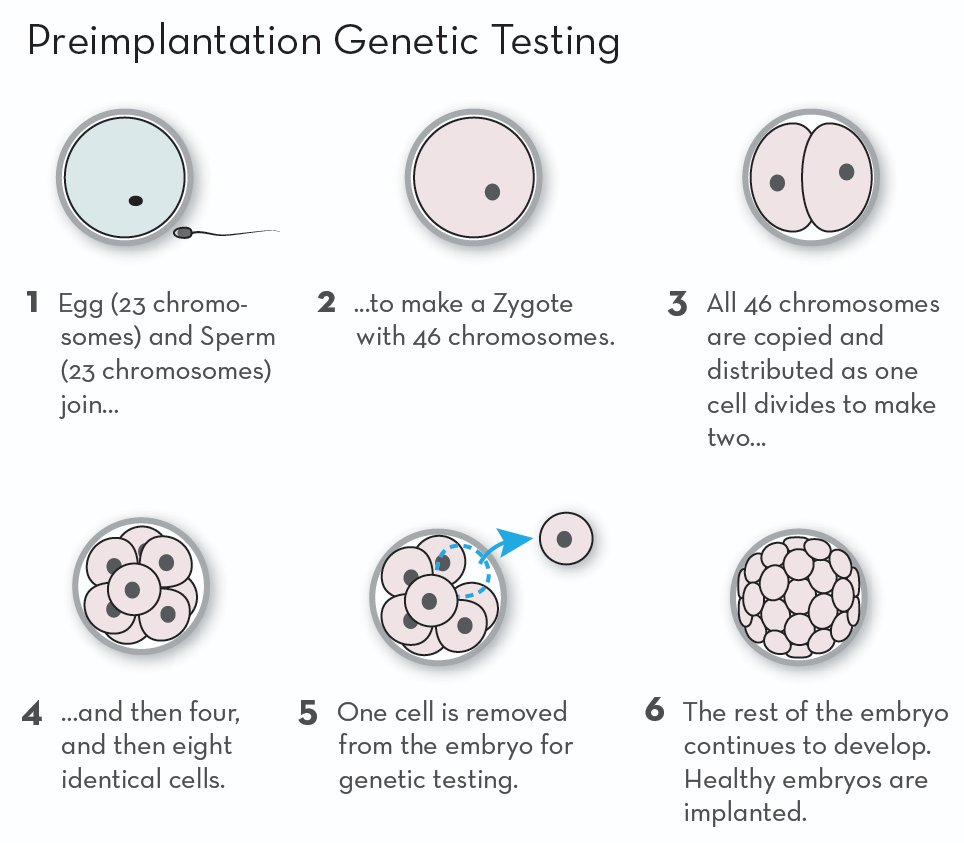 Preimplantation Genetic Testing
1 Egg (23 chromo-
somes) and Sperm
(23 chromosomes)
join...
2 ...to make a Zygote
with 46 chromosomes.
3 All 46 chromosomes
are copied and
distributed as one
cell divides to make
two...
4 ...and then four,
and then eight
identical cells.
5 One cell is removed
from the embryo for
genetic testing.
6 The rest of the embryo
continues to develop.
Healthy embryos are
implanted.